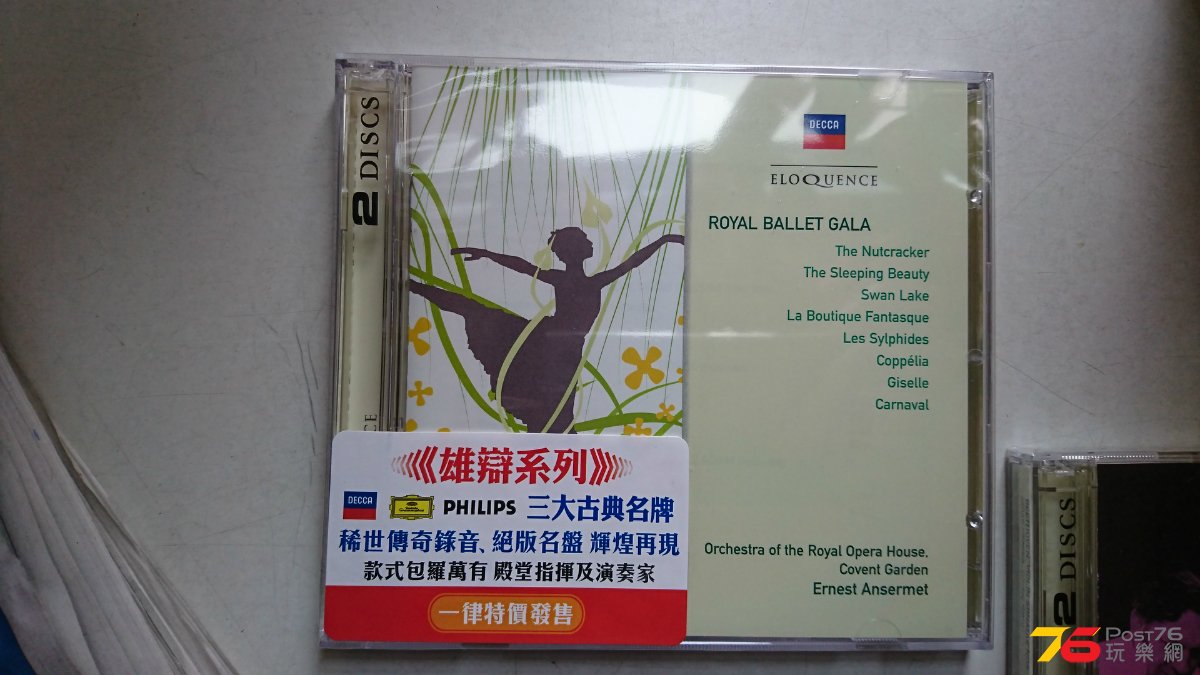 2 DISCS
DECCA
ELOQUENCE
ROYAL BALLET GALA
The Nutcracker
The Sleeping Beauty
Swan Lake
La Boutique Fantasque
Les Sylphides
Coppélia
Giselle
Carnaval
Orchestra of the Royal Opera House,
Covent Garden
Ernest Ansermet
《雄辯系列》
DECCA PHILIPS 三大古典名牌
稀世傳奇錄音、絕版名盤 輝煌再現
款式包羅萬有 殿堂指揮及演奏家
一律特價發售
2 DISCS
76 Post76
玩樂網